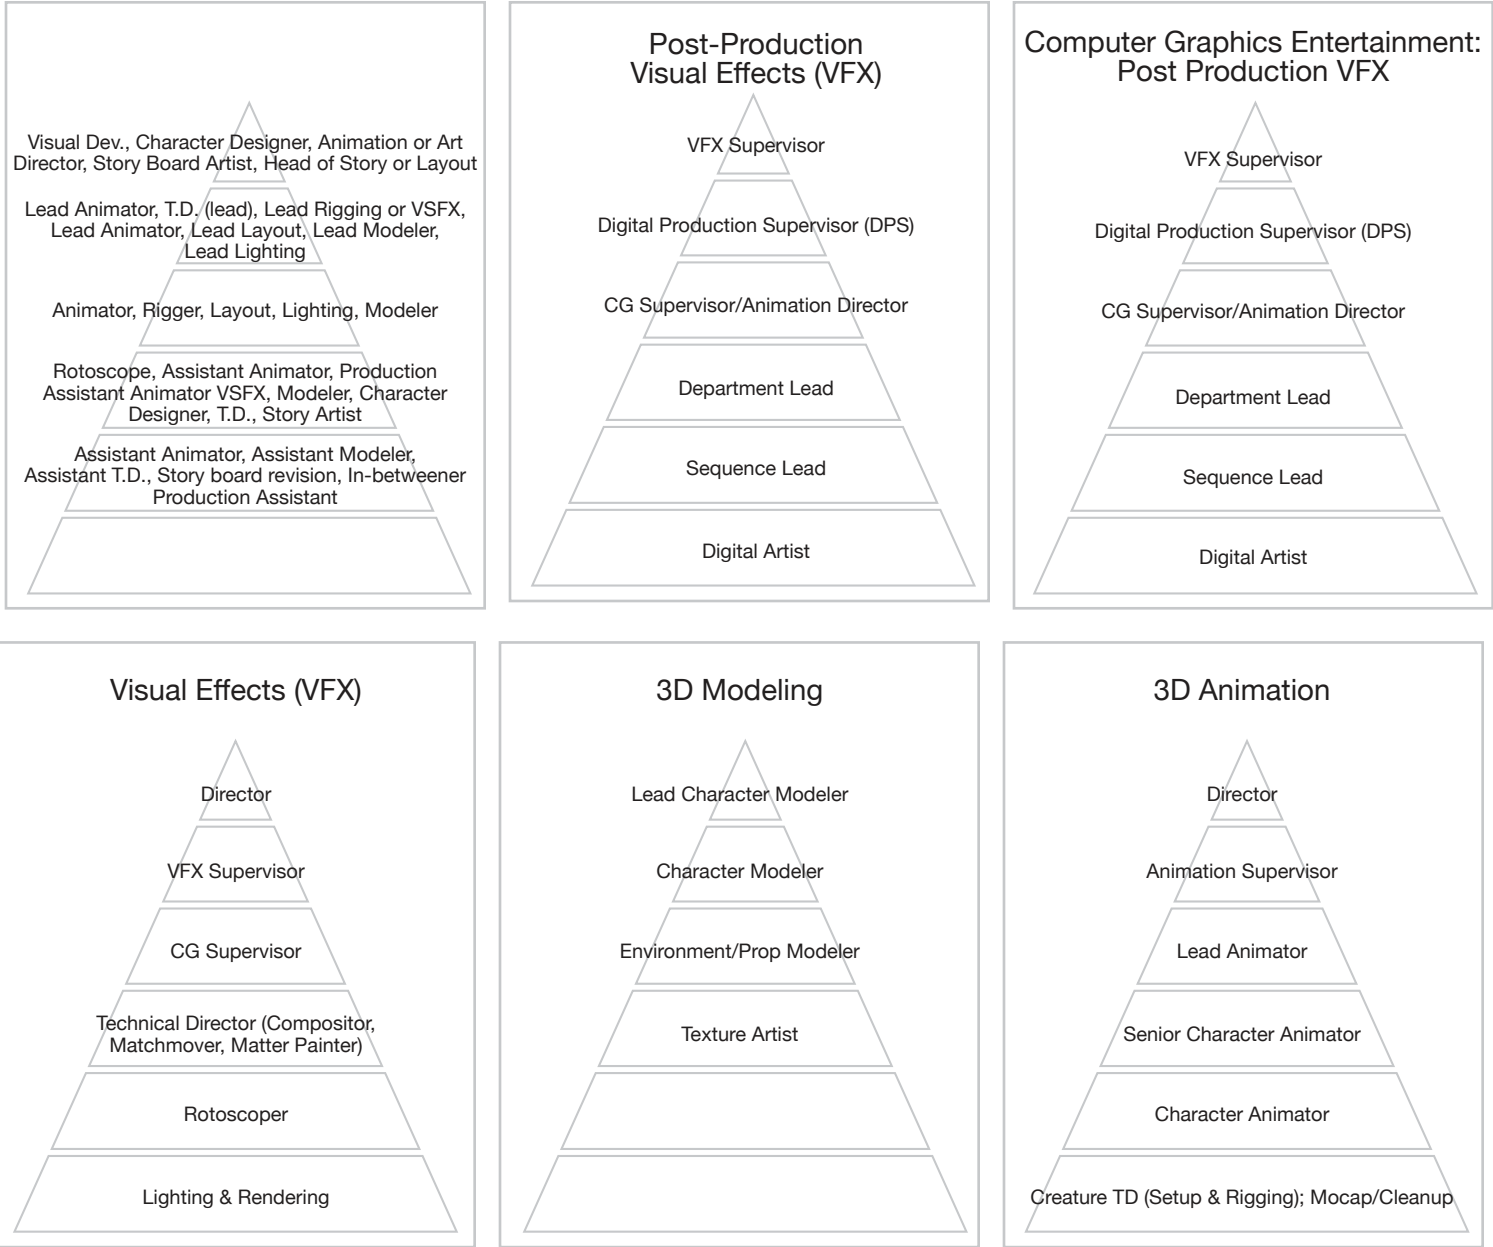 Visual Dev., Character Designer, Animation or Art
Director, Story Board Artist, Head of Story or Layout
Lead Animator, T.D. (lead), Lead Rigging or VSFX,
Lead Animator, Lead Layout, Lead Modeler,
Lead Lighting
Animator, Rigger, Layout, Lighting, Modeler
Rotoscope, Assistant Animator, Production
Assistant Animator VSFX, Modeler, Character
Designer, T.D., Story Artist
Assistant Animator, Assistant Modeler,
Assistant T.D., Story board revision, In-betweener
Production Assistant
Post-Production
Visual Effects (VFX)
VFX Supervisor
Digital Production Supervisor (DPS)
CG Supervisor/Animation Director
Department Lead
Sequence Lead
Digital Artist
Computer Graphics Entertainment:
Post Production VFX
VFX Supervisor
Digital Production Supervisor (DPS)
CG Supervisor/Animation Director
Department Lead
Sequence Lead
Digital Artist
Visual Effects (VFX)
Director
VFX Supervisor
CG Supervisor
Technical Director (Compositor,
Matchmover, Matter Painter)
Rotoscoper
Lighting & Rendering
3D Modeling
Lead Character Modeler
Character Modeler
Environment/Prop Modeler
Texture Artist
3D Animation
Director
Animation Supervisor
Lead Animator
Senior Character Animator
Character Animator
Creature TD (Setup & Rigging); Mocap/Cleanup